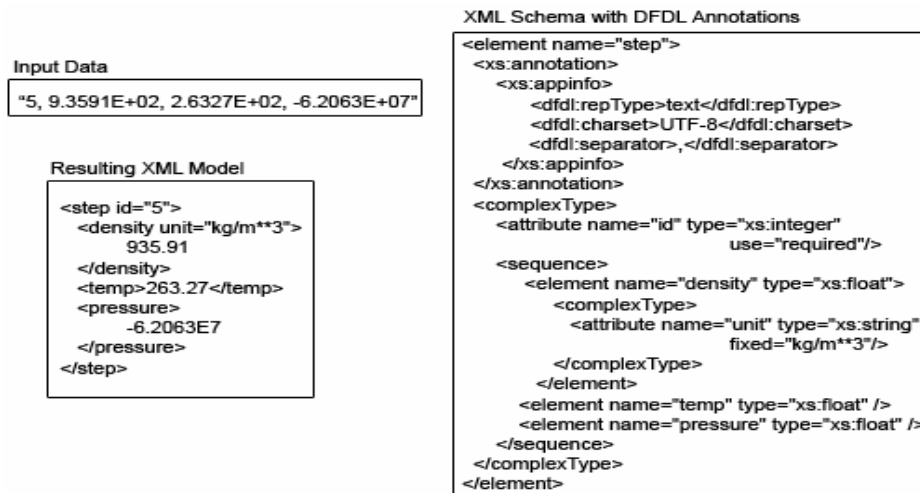 Input Data
"5, 9.3591E+02, 2.6327E+02, -6.2063E+07"
Resulting XML Model
<step id="5">
<density unit="kg/m**3">
935.91
</density>
<temp>263.27</temp>
<pressure>
-6.2063E7
</pressure>
</step>
XML Schema with DFDL Annotations
<element name="step">
<xs:annotation>
<xs:appinfo>
<dfdl:repType>text</dfdl:repType>
<dfdl:charset>UTF-8</dfdl:charset>
<dfdl:separator>,</dfdl:separator>
</xs:appinfo>
</xs:annotation>
<complexType>
<attribute name="id" type="xs:integer"
use="required"/>
<sequence>
<element name="density" type="xs:float">
<complexType>
<attribute name="unit" type="xs:string"
fixed="kg/m**3"/>
</complexType>
</element>
<element name="temp" type="xs:float" />
<element name="pressure" type="xs:float" />
</sequence>
</complexType>
</element>